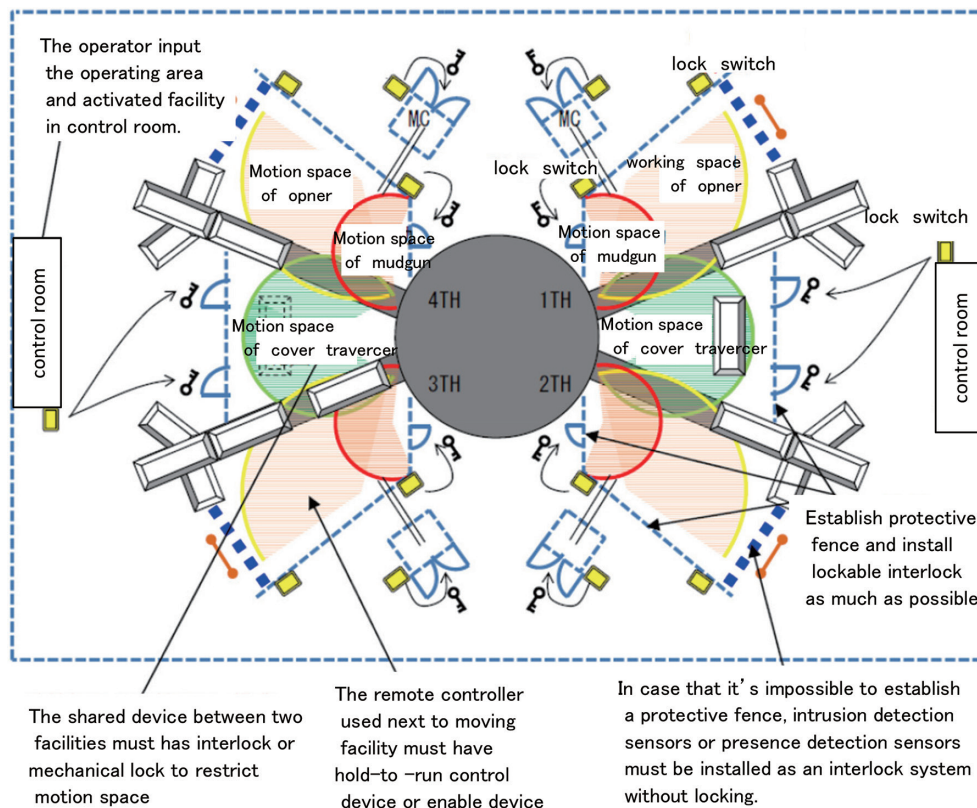 The operator input
the operating area
and activated facility
in control room.
MC
MC
lock switch
lock switch
lock switch
Motion space
of opner
working space
of opner
Motion space
of mudgun
Motion space
of mudgun
control room
4TH
1TH
Motion space
of cover travercer
Motion space
of cover travercer
control room
3TH
2TH
Establish protective
fence and install
lockable interlock
as much as possible
The shared device between two
facilities must has interlock or
mechanical lock to restrict
motion space
The remote controller
used next to moving
facility must have
hold-to -run control
device or enable device
In case that it's impossible to establish
a protective fence, intrusion detection
sensors or presence detection sensors
must be installed as an interlock system
without locking.